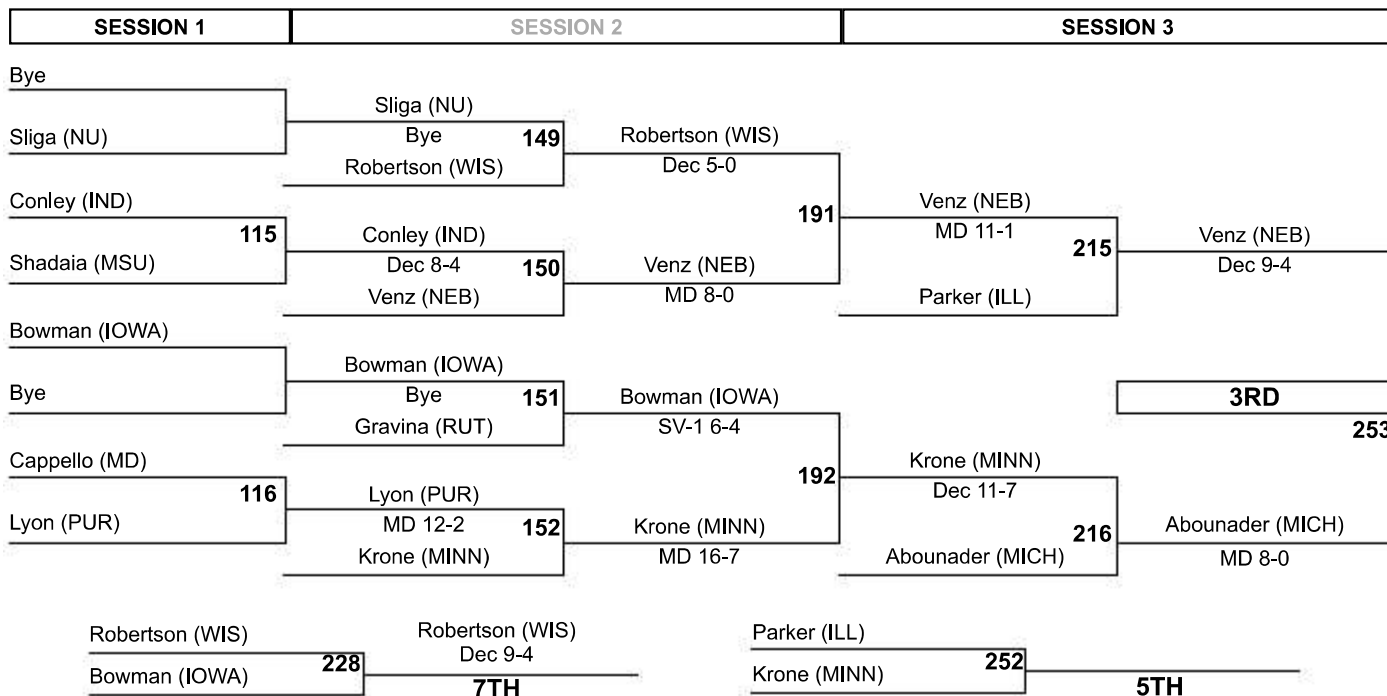 SESSION 1 SESSION 2 SESSION 3
Bye
Sliga (NU)
Sliga (NU)
Bye 149
Robertson (WIS)
Robertson (WIS)
Dec 5-0
Conley (IND)
115
Shadaia (MSU)
Conley (IND)
Dec 8-4 150
Venz (NEB)
Venz (NEB)
MD 8-0
191
Venz (NEB)
MD 11-1
215
Parker (ILL)
Venz (NEB)
Dec 9-4
Bowman (IOWA)
Bye
Bowman (IOWA)
Bye 151
Gravina (RUT)
Bowman (IOWA)
SV-1 6-4
3RD
253
Cappello (MD)
116
Lyon (PUR)
Lyon (PUR)
MD 12-2 152
Krone (MINN)
Krone (MINN)
MD 16-7
192
Krone (MINN)
Dec 11-7
216
Abounader (MICH)
Abounader (MICH)
MD 8-0
Robertson (WIS)
228
Bowman (IOWA)
Robertson (WIS)
Dec 9-4
7TH
Parker (ILL)
252
Krone (MINN)
5TH